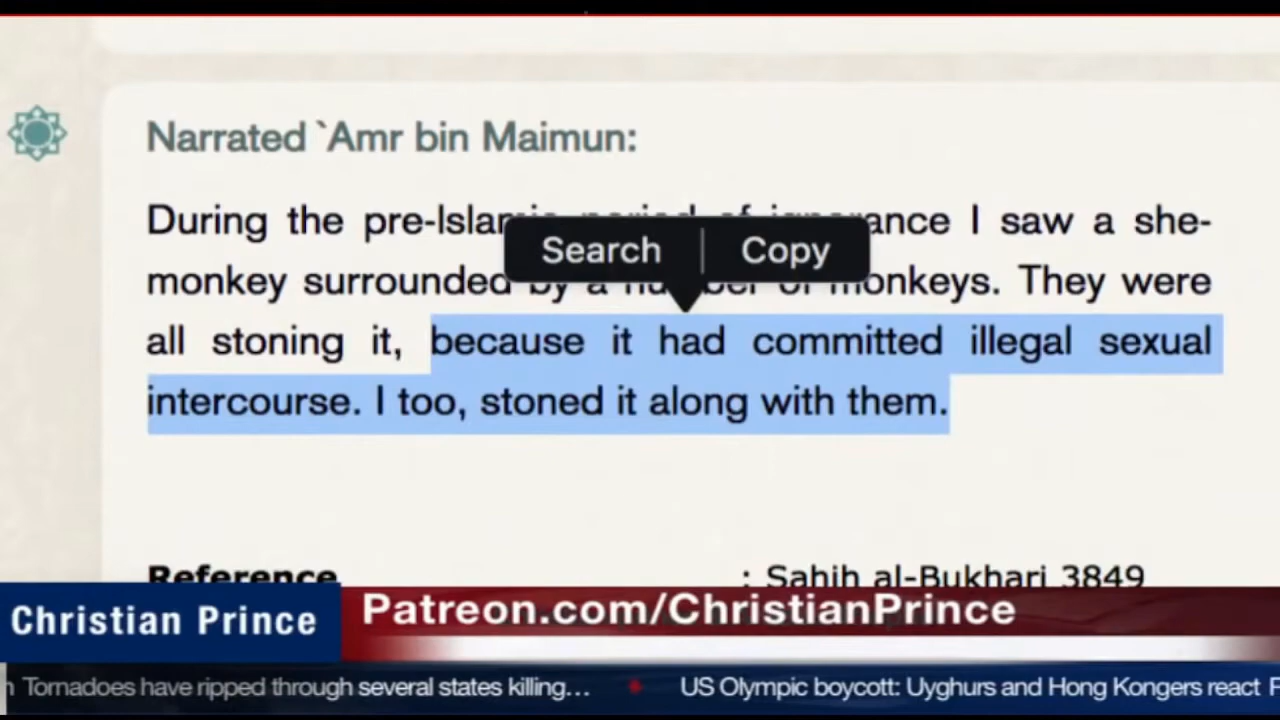 Narrated `Amr bin Maimun:
During the pre-Islamic period of ignorance I saw a she-
Search Copy
monkey surrounded by a number of monkeys. They were
all stoning it, because it had committed illegal sexual
intercourse. I too, stoned it along with them.
Reference : Sahih al-Bukhari 3849
Christian Prince
Patreon.com/ChristianPrince
Tornadoes have ripped through several states killing... US Olympic boycott: Uyghurs and Hong Kongers react